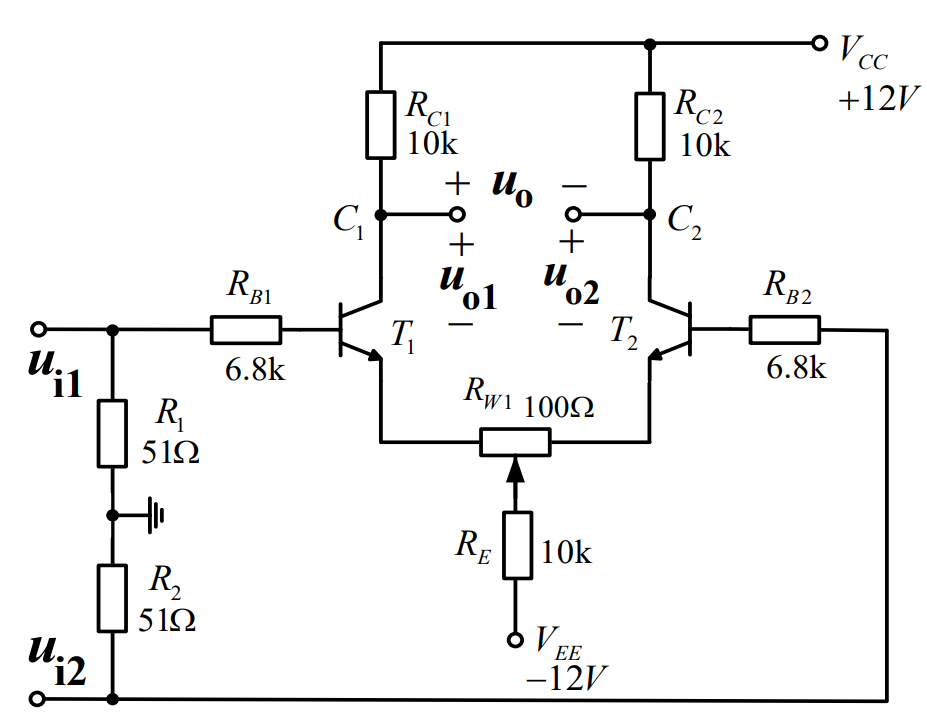 V_CC
+12V
R_C1
10k
R_C2
10k
+ u_o −
C_1
C_2
+
+
u_o1
u_o2
−
−
R_B1
6.8k
R_B2
6.8k
T_1
T_2
u_i1
R_W1 100Ω
R_1
51Ω
R_E 10k
R_2
51Ω
u_i2
V_EE
−12V